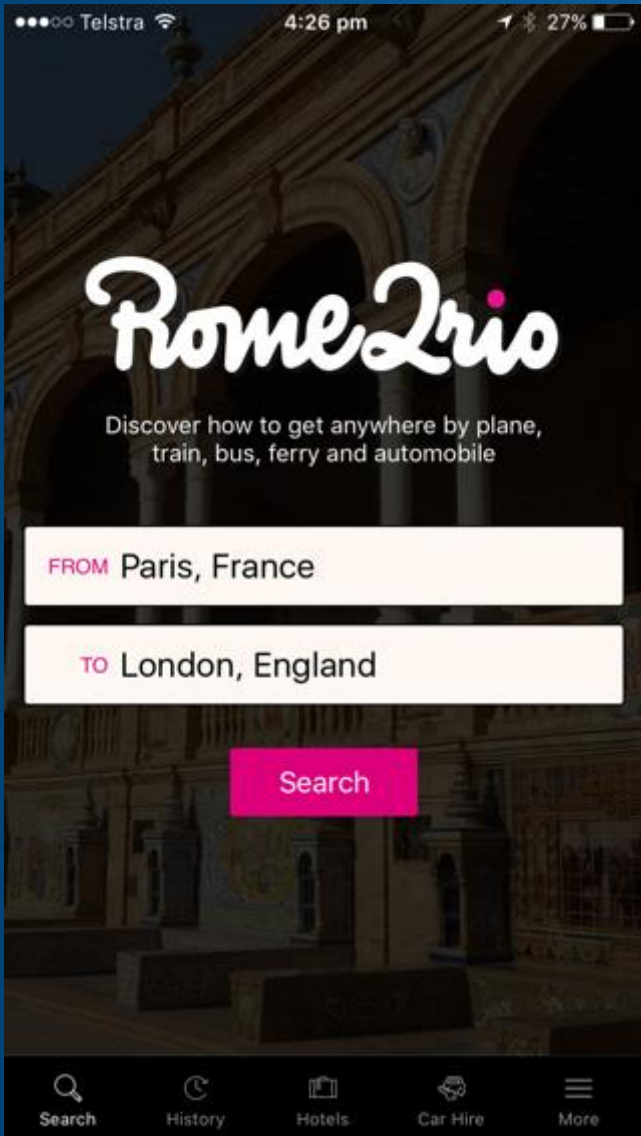 Telstra 4:26 pm 27%
Rome2rio
Discover how to get anywhere by plane,
train, bus, ferry and automobile
FROM Paris, France
TO London, England
Search
Search History Hotels Car Hire More